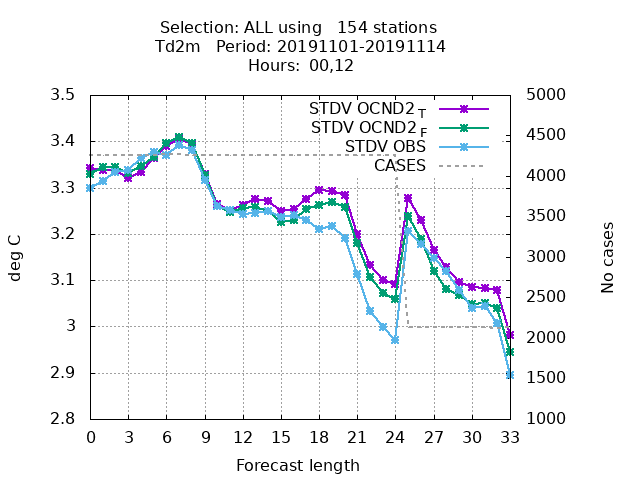 Selection: ALL using   154 stations
Td2m   Period: 20191101-20191114
Hours:  00,12
3.5
3.4
3.3
3.2
3.1
3
2.9
2.8
deg C
STDV OCND2 T
STDV OCND2 F
STDV OBS
CASES
5000
4500
4000
3500
3000
2500
2000
1500
1000
No cases
0 3 6 9 12 15 18 21 24 27 30 33
Forecast length